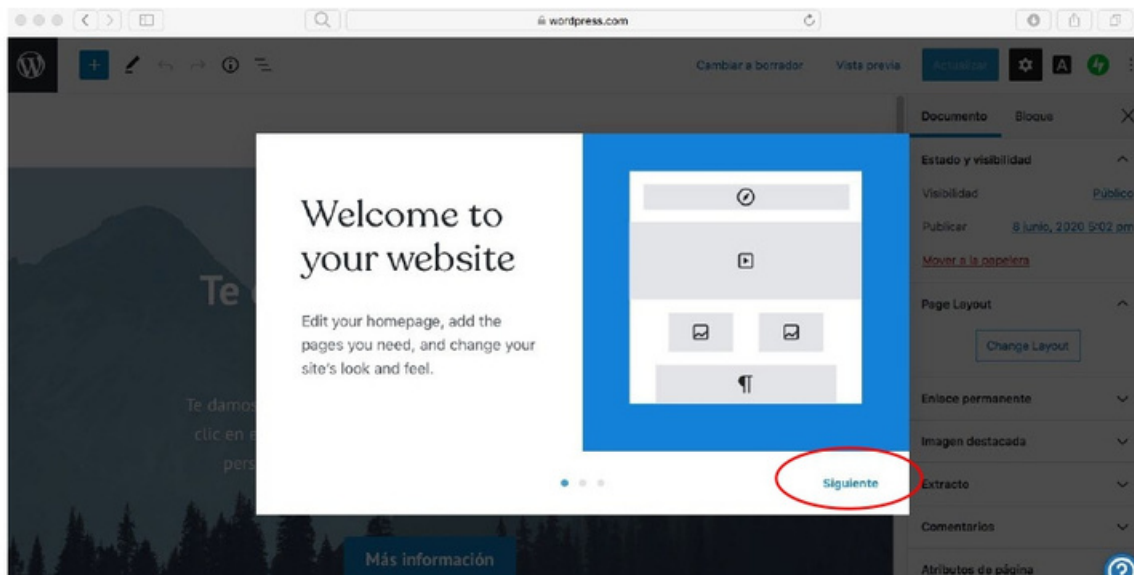 wordpress.com
Cambiar a borrador
Vista previa
Actualizar
Documento
Bloque
Estado y visibilidad
Visibilidad
Público
Publicar
8 junio, 2020 5:02 pm
Mover a la papelera
Page Layout
Change Layout
Enlace permanente
Imagen destacada
Extracto
Comentarios
Atributos de página
Welcome to
your website
Edit your homepage, add the
pages you need, and change your
site's look and feel.
Siguiente
Te
Te damos
clic en e
pers
Más información